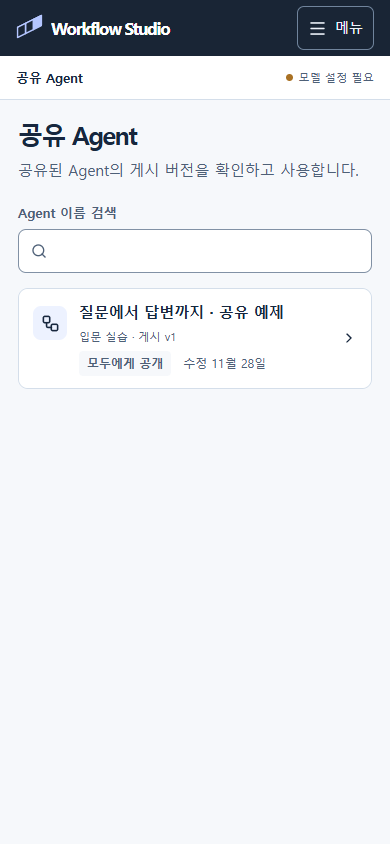 Workflow Studio
메뉴
공유 Agent
모델 설정 필요
공유 Agent
공유된 Agent의 게시 버전을 확인하고 사용합니다.
Agent 이름 검색
질문에서 답변까지 · 공유 예제
입문 실습 · 게시 v1
모두에게 공개
수정 11월 28일